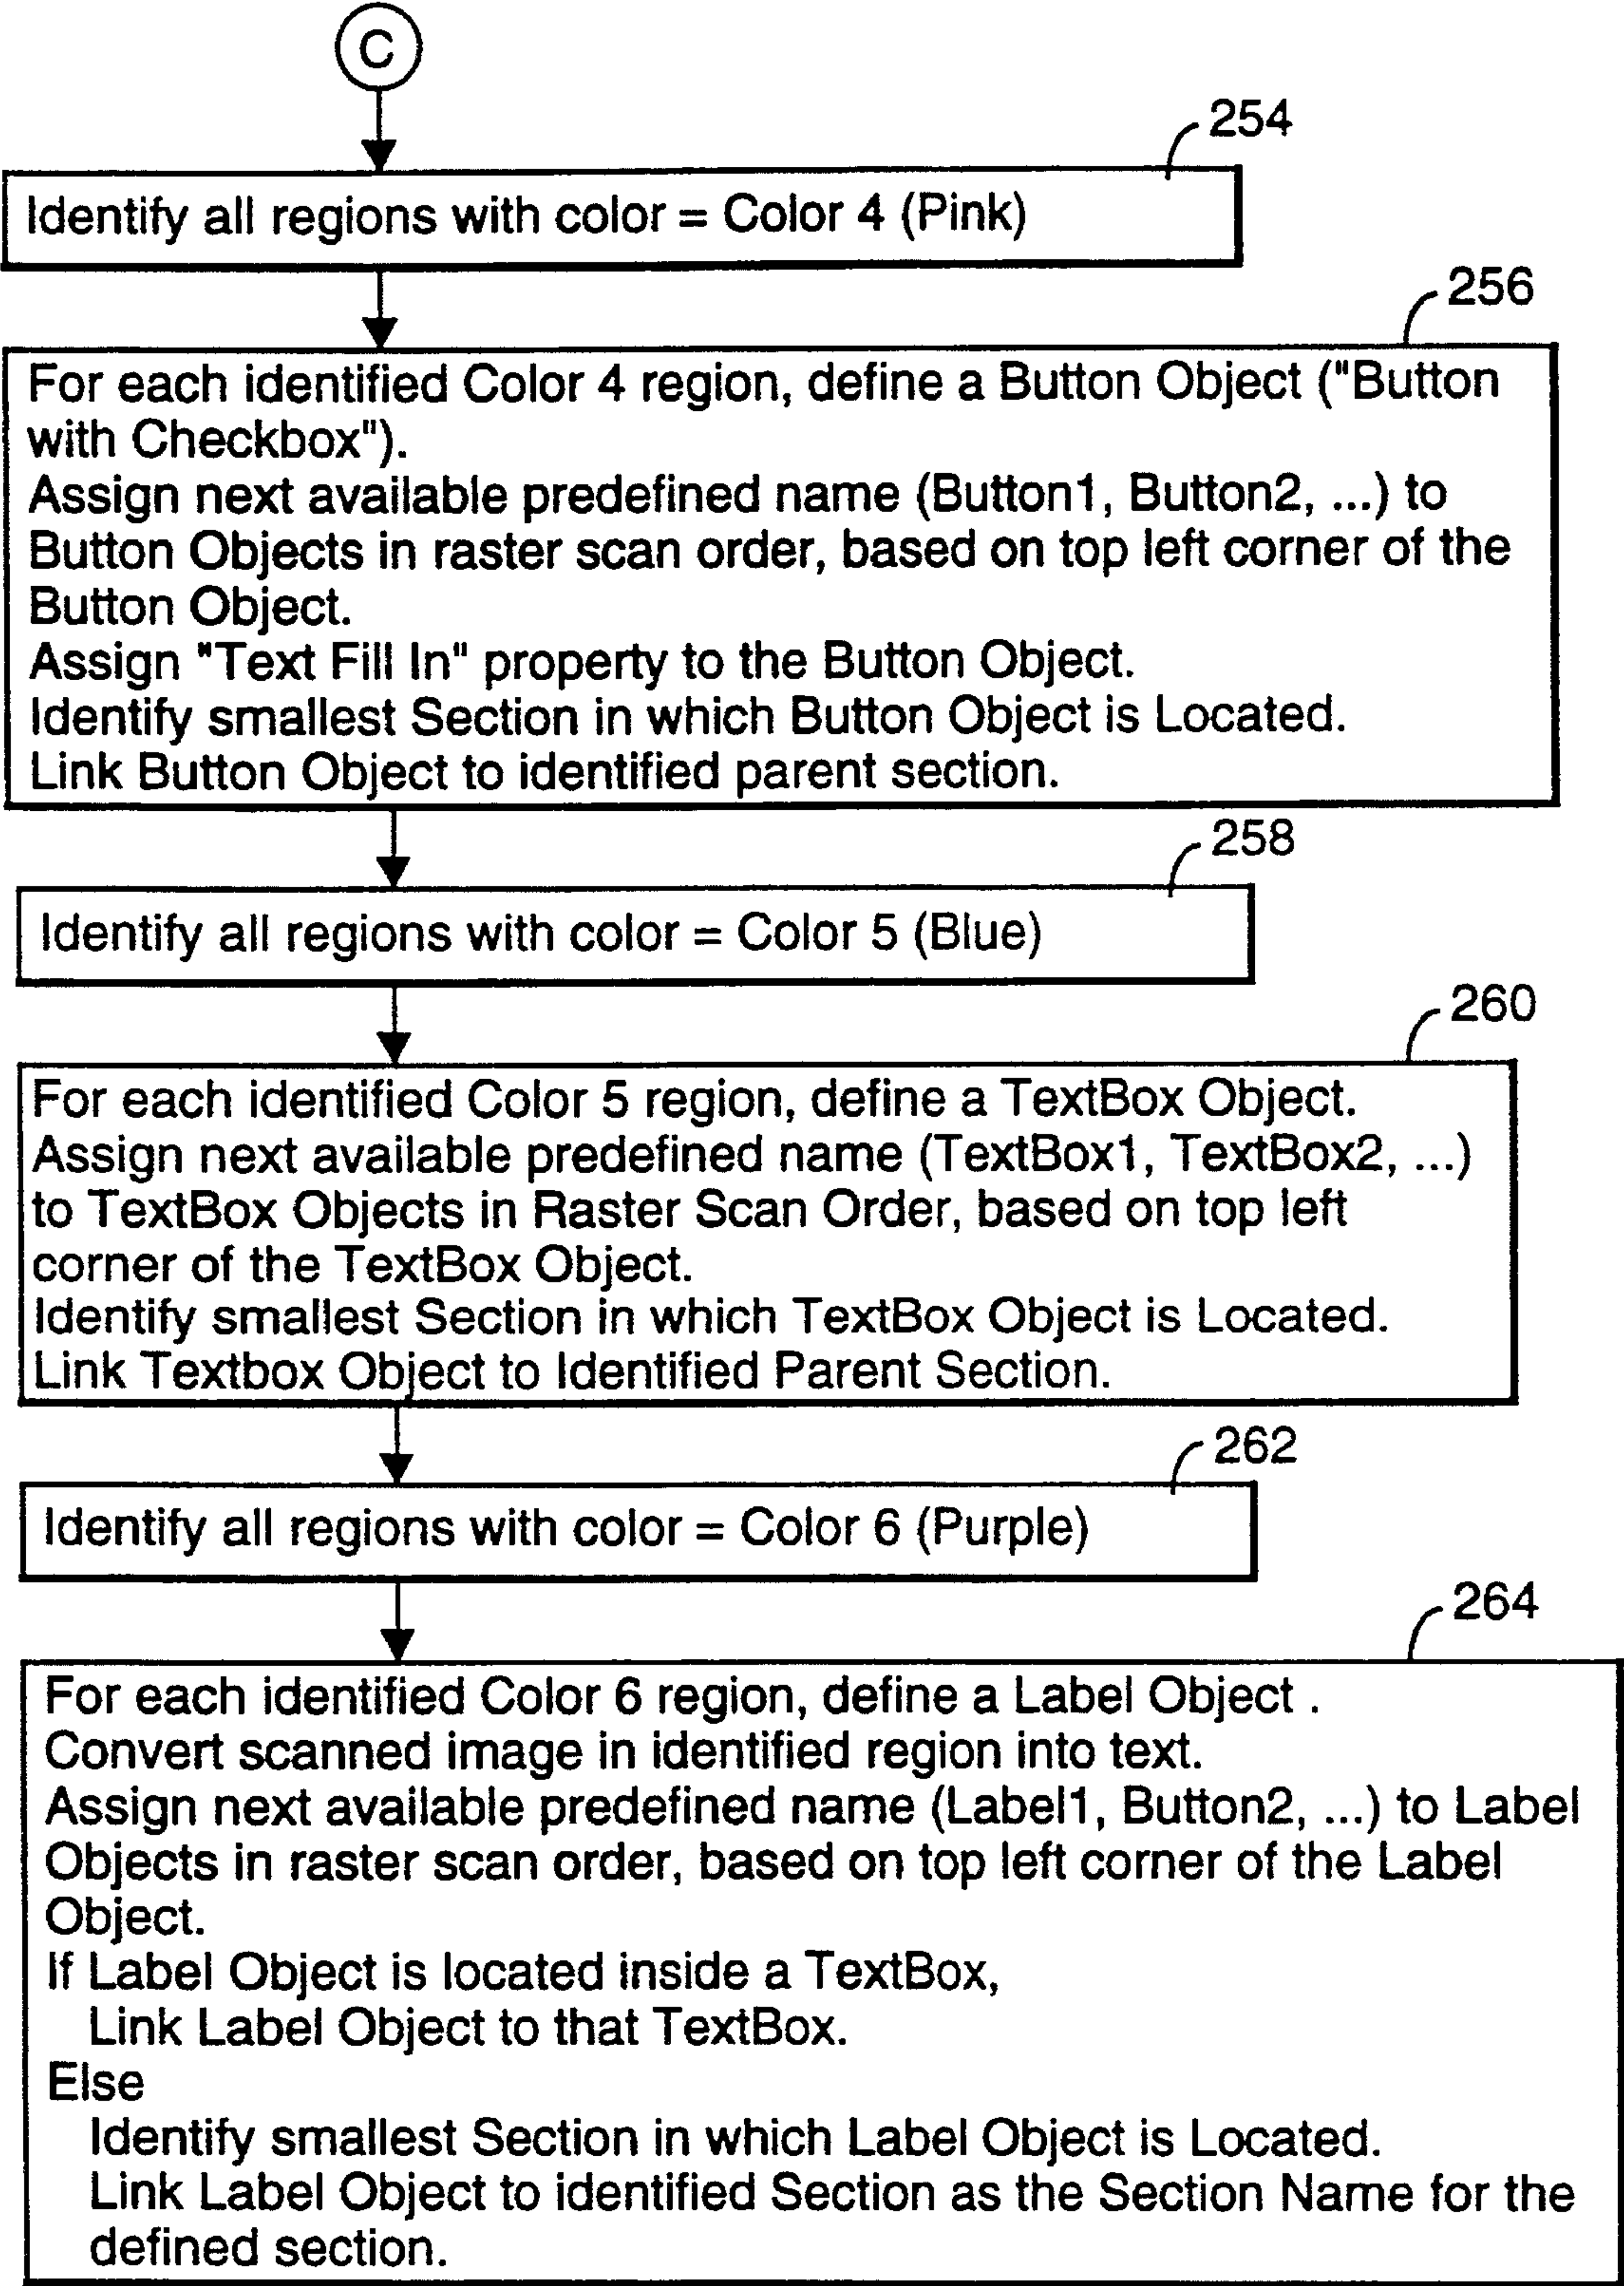 C
254
Identify all regions with color = Color 4 (Pink)
256
For each identified Color 4 region, define a Button Object ("Button
with Checkbox").
Assign next available predefined name (Button1, Button2, ...) to
Button Objects in raster scan order, based on top left corner of the
Button Object.
Assign "Text Fill In" property to the Button Object.
Identify smallest Section in which Button Object is Located.
Link Button Object to identified parent section.
258
Identify all regions with color = Color 5 (Blue)
260
For each identified Color 5 region, define a TextBox Object.
Assign next available predefined name (TextBox1, TextBox2, ...)
to TextBox Objects in Raster Scan Order, based on top left
corner of the TextBox Object.
Identify smallest Section in which TextBox Object is Located.
Link Textbox Object to Identified Parent Section.
262
Identify all regions with color = Color 6 (Purple)
264
For each identified Color 6 region, define a Label Object .
Convert scanned image in identified region into text.
Assign next available predefined name (Label1, Button2, ...) to Label
Objects in raster scan order, based on top left corner of the Label
Object.
If Label Object is located inside a TextBox,
Link Label Object to that TextBox.
Else
Identify smallest Section in which Label Object is Located.
Link Label Object to identified Section as the Section Name for the
defined section.